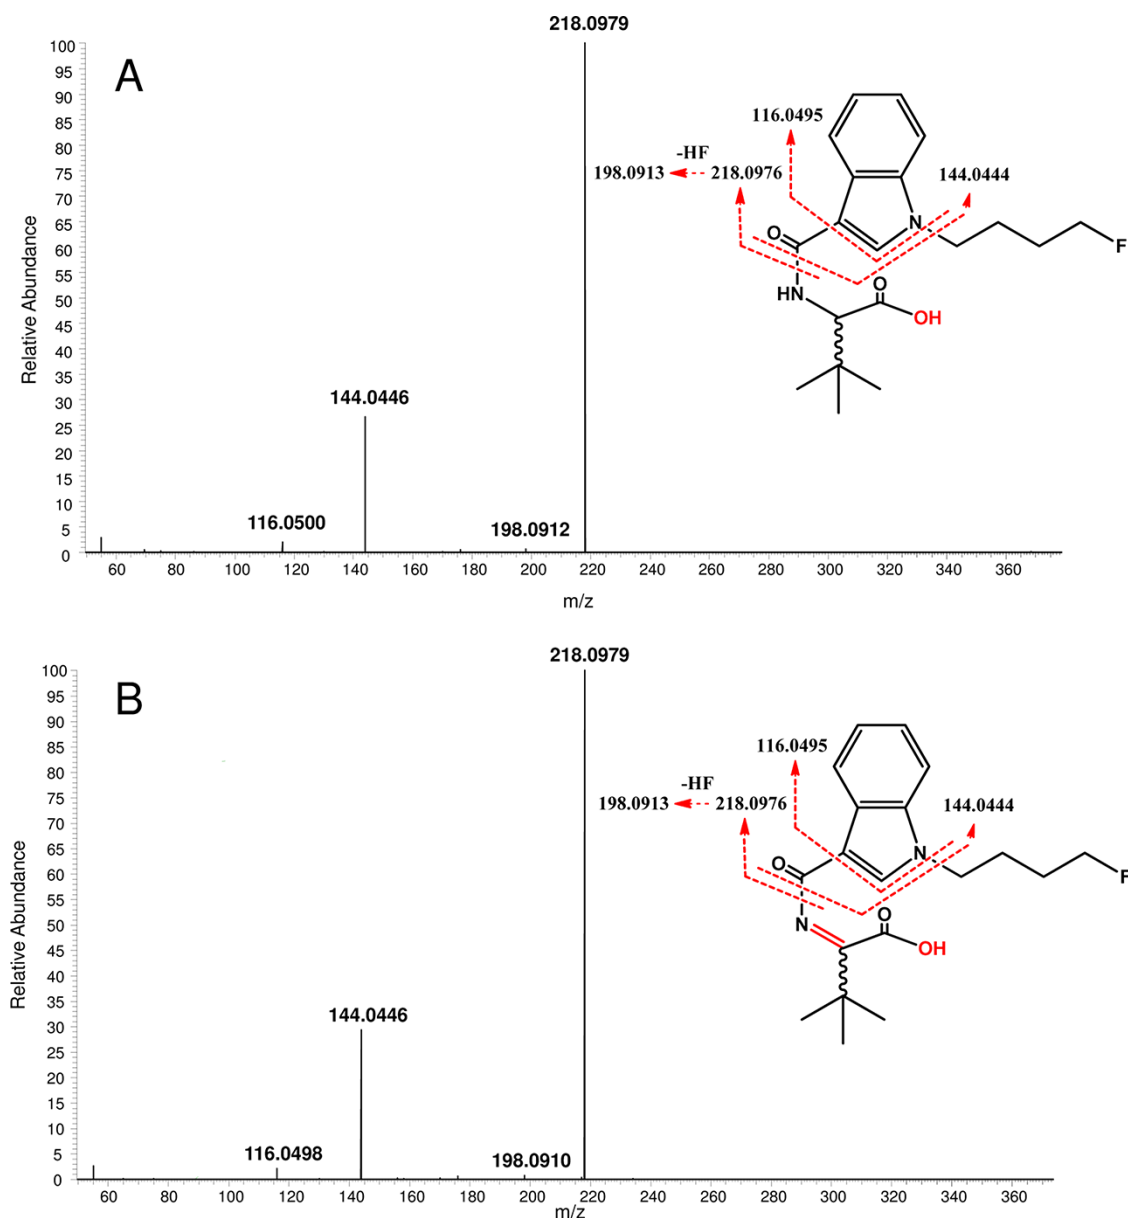 218.0979
A
100
95
90
85
80
75
70
65
60
55
50
45
40
35
30
25
20
15
10
5
0
Relative Abundance
144.0446
116.0500
198.0912
60 80 100 120 140 160 180 200 220 240 260 280 300 320 340 360
m/z
116.0495
-HF
198.0913 218.0976
144.0444
O
N
F
HN
O
OH
218.0979
B
100
95
90
85
80
75
70
65
60
55
50
45
40
35
30
25
20
15
10
5
0
Relative Abundance
144.0446
116.0498
198.0910
60 80 100 120 140 160 180 200 220 240 260 280 300 320 340 360
m/z
116.0495
-HF
198.0913 218.0976
144.0444
O
N
F
N
O
OH